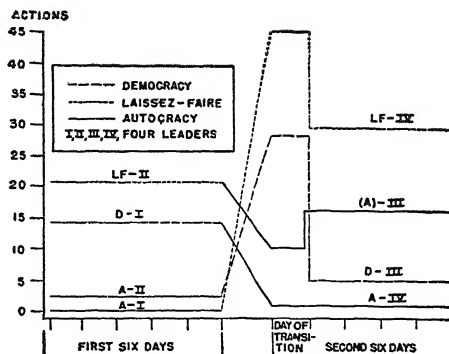 ACTIONS
45
40
35
30
25
20
15
10
5
0
DEMOCRACY
LAISSEZ-FAIRE
AUTOCRACY
I, II, III, IV, FOUR LEADERS
LF-II
D-I
A-II
A-I
LF-IV
(A)-III
D-III
A-IV
FIRST SIX DAYS
DAY OF
TRANSI-
TION
SECOND SIX DAYS